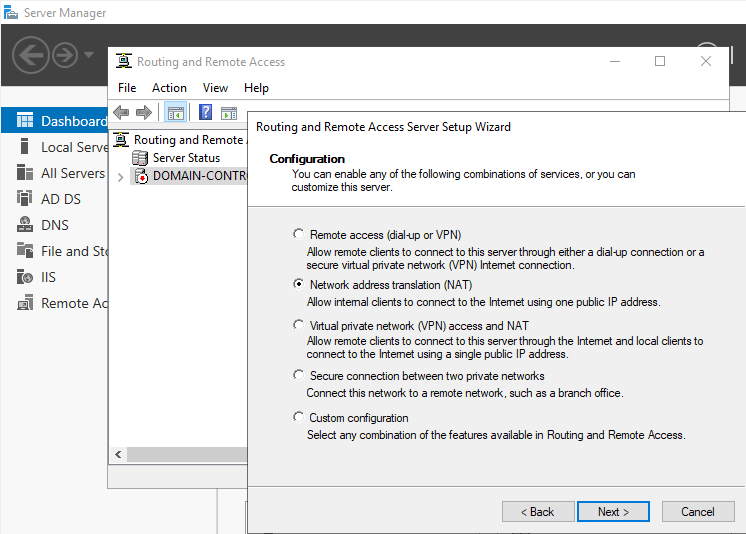 Server Manager
Routing and Remote Access
File Action View Help
Dashboard
Local Serve
All Servers
AD DS
DNS
File and Sto
IIS
Remote Ac
Routing and Remote
Server Status
DOMAIN-CONTR
Routing and Remote Access Server Setup Wizard
Configuration
You can enable any of the following combinations of services, or you can
customize this server.
Remote access (dial-up or VPN)
Allow remote clients to connect to this server through either a dial-up connection or a
secure virtual private network (VPN) Internet connection.
Network address translation (NAT)
Allow internal clients to connect to the Internet using one public IP address.
Virtual private network (VPN) access and NAT
Allow remote clients to connect to this server through the Internet and local clients to
connect to the Internet using a single public IP address.
Secure connection between two private networks
Connect this network to a remote network, such as a branch office.
Custom configuration
Select any combination of the features available in Routing and Remote Access.
< Back Next > Cancel